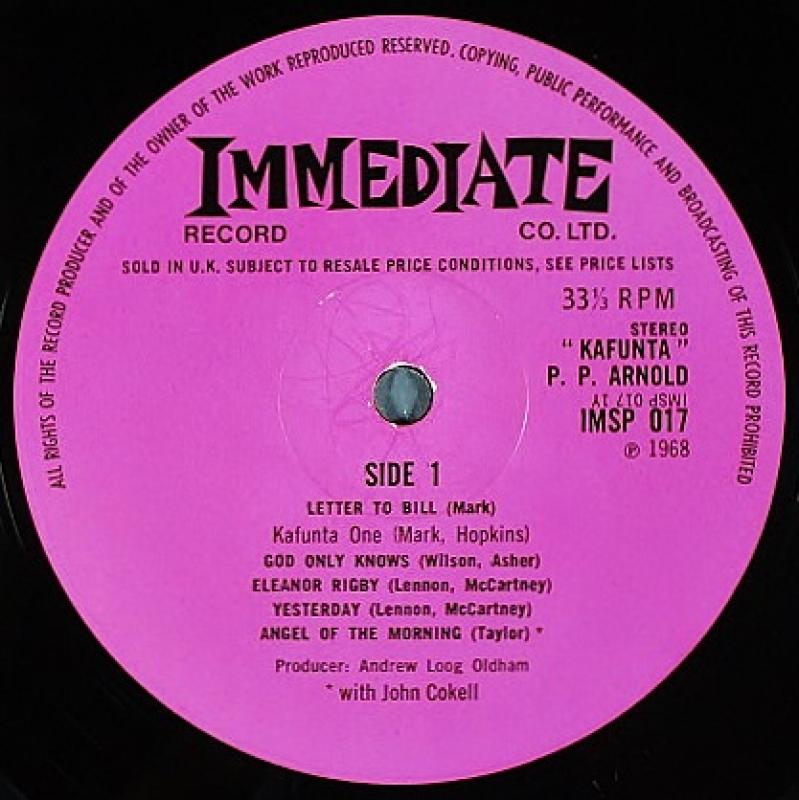 ALL RIGHTS OF THE RECORD PRODUCER AND OF THE OWNER OF THE WORK REPRODUCED RESERVED. COPYING, PUBLIC PERFORMANCE AND BROADCASTING OF THIS RECORD PROHIBITED
IMMEDIATE
RECORD CO. LTD.
SOLD IN U.K. SUBJECT TO RESALE PRICE CONDITIONS, SEE PRICE LISTS
33⅓ RPM
STEREO
“ KAFUNTA ”
P. P. ARNOLD
IMSP 017 1Y
IMSP 017
℗ 1968
SIDE 1
LETTER TO BILL (Mark)
Kafunta One (Mark, Hopkins)
GOD ONLY KNOWS (Wilson, Asher)
ELEANOR RIGBY (Lennon, McCartney)
YESTERDAY (Lennon, McCartney)
ANGEL OF THE MORNING (Taylor) *
Producer: Andrew Loog Oldham
* with John Cokell